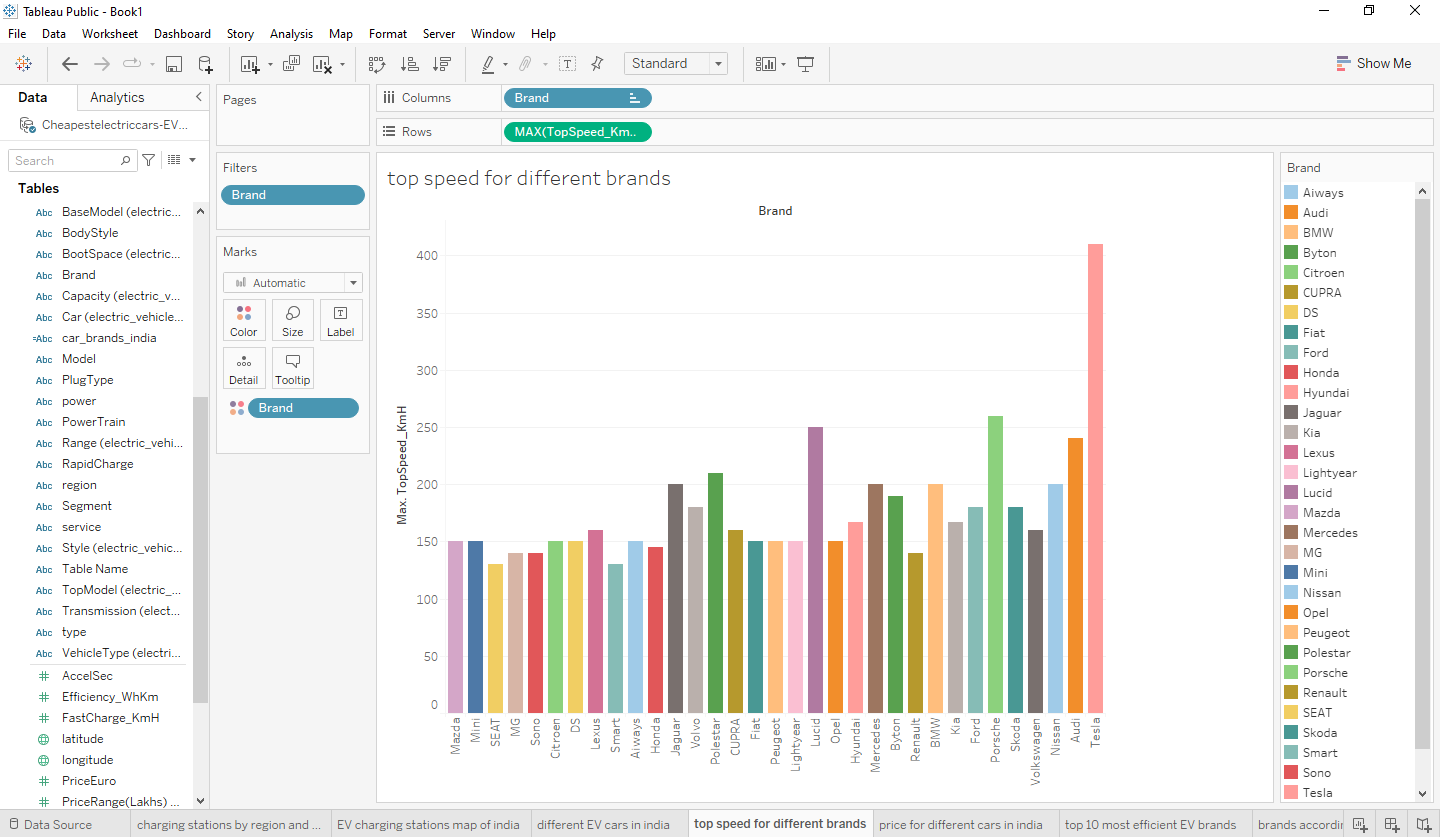 Tableau Public - Book1
File Data Worksheet Dashboard Story Analysis Map Format Server Window Help
Standard
Show Me
Data Analytics
Cheapestelectriccars-EV...
Search
Tables
Abc BaseModel (electric...
Abc BodyStyle
Abc BootSpace (electric...
Abc Brand
Abc Capacity (electric_v...
Abc Car (electric_vehicle...
=Abc car_brands_india
Abc Model
Abc PlugType
Abc power
Abc PowerTrain
Abc Range (electric_vehi...
Abc RapidCharge
Abc region
Abc Segment
Abc service
Abc Style (electric_vehic...
Abc Table Name
Abc TopModel (electric_...
Abc Transmission (elect...
Abc type
Abc VehicleType (electri...
# AccelSec
# Efficiency_WhKm
# FastCharge_KmH
latitude
longitude
# PriceEuro
# PriceRange(Lakhs) ...
Pages
Filters
Brand
Marks
Automatic
Color Size T Label
Detail Tooltip
Brand
Columns Brand
Rows MAX(TopSpeed_Km..
top speed for different brands
Brand
Max. TopSpeed_KmH
400
350
300
250
200
150
100
50
0
Mazda
Mini
SEAT
MG
Sono
Citroen
DS
Lexus
Smart
Aiways
Honda
Jaguar
Volvo
Polestar
CUPRA
Fiat
Peugeot
Lightyear
Lucid
Opel
Hyundai
Mercedes
Byton
Renault
BMW
Kia
Ford
Porsche
Skoda
Volkswagen
Nissan
Audi
Tesla
Brand
Aiways
Audi
BMW
Byton
Citroen
CUPRA
DS
Fiat
Ford
Honda
Hyundai
Jaguar
Kia
Lexus
Lightyear
Lucid
Mazda
Mercedes
MG
Mini
Nissan
Opel
Peugeot
Polestar
Porsche
Renault
SEAT
Skoda
Smart
Sono
Tesla
Data Source charging stations by region and ... EV charging stations map of india different EV cars in india top speed for different brands price for different cars in india top 10 most efficient EV brands brands accordin